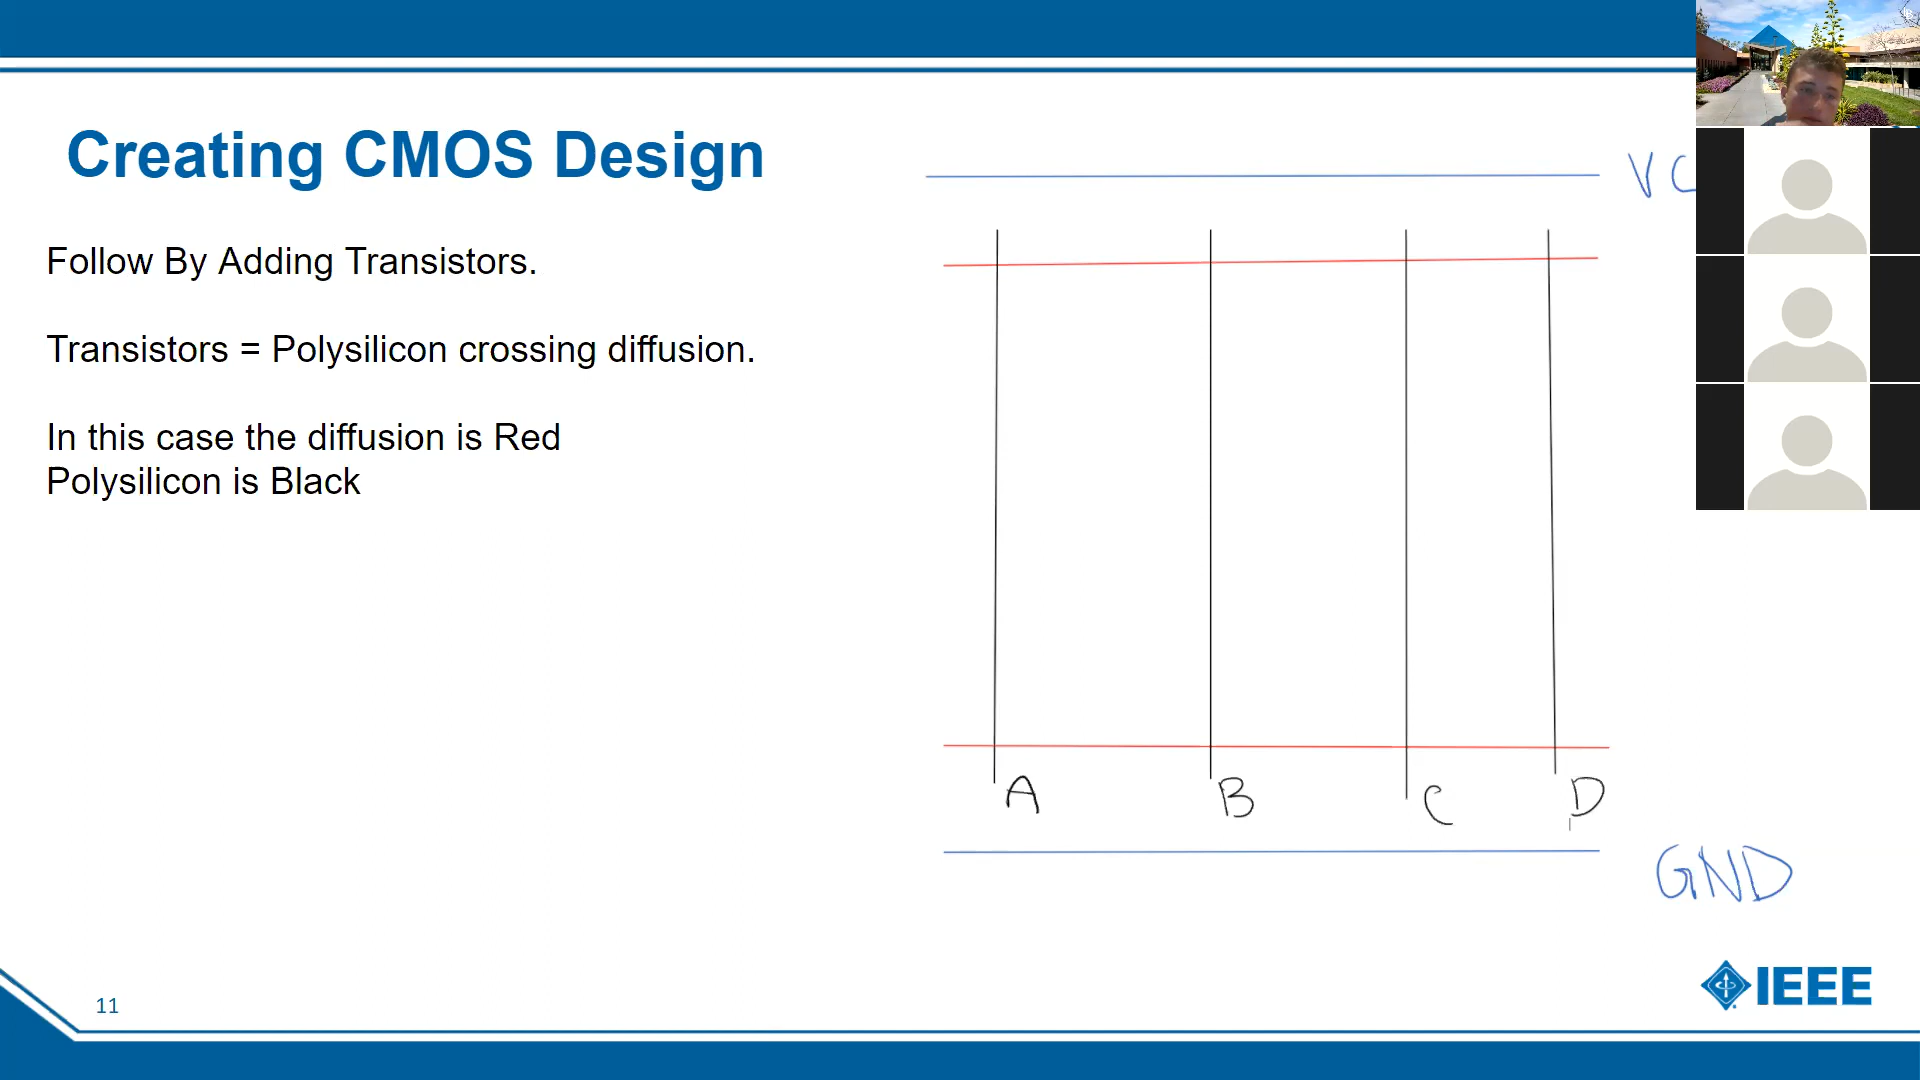 Creating CMOS Design
VC
Follow By Adding Transistors.
Transistors = Polysilicon crossing diffusion.
In this case the diffusion is Red
Polysilicon is Black
A B C D
GND
IEEE
11